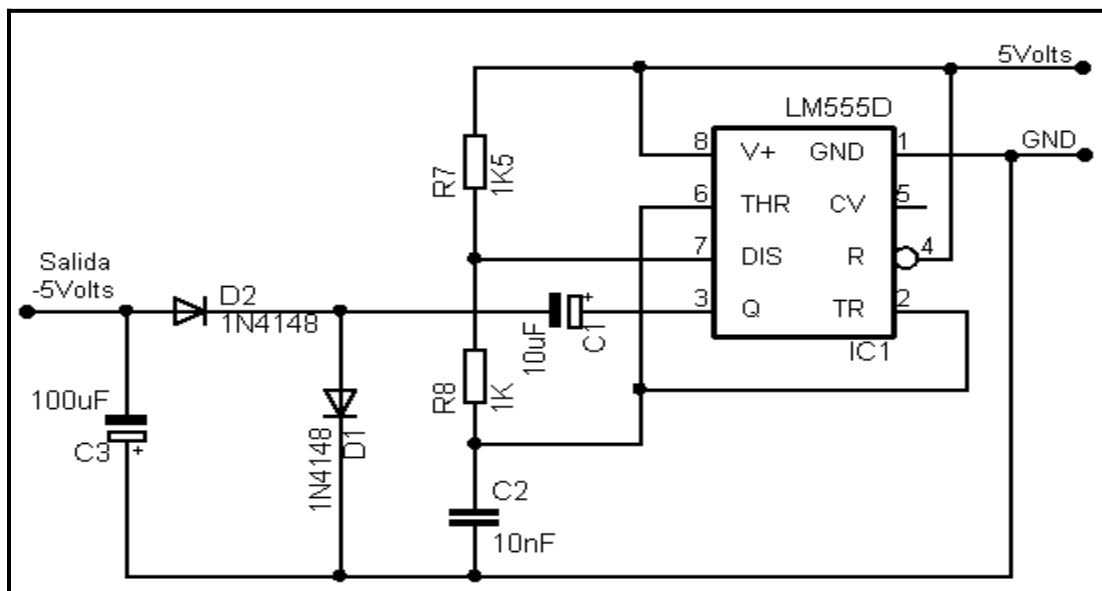 5Volts
LM555D
GND
8 V+ GND 1
R7 1K5
6 THR CV 5
7 DIS R 4
Salida
-5Volts
D2
1N4148
10uF C1 +
3 Q TR 2
IC1
R8 1K
100uF
C3 +
1N4148 D1
C2
10nF